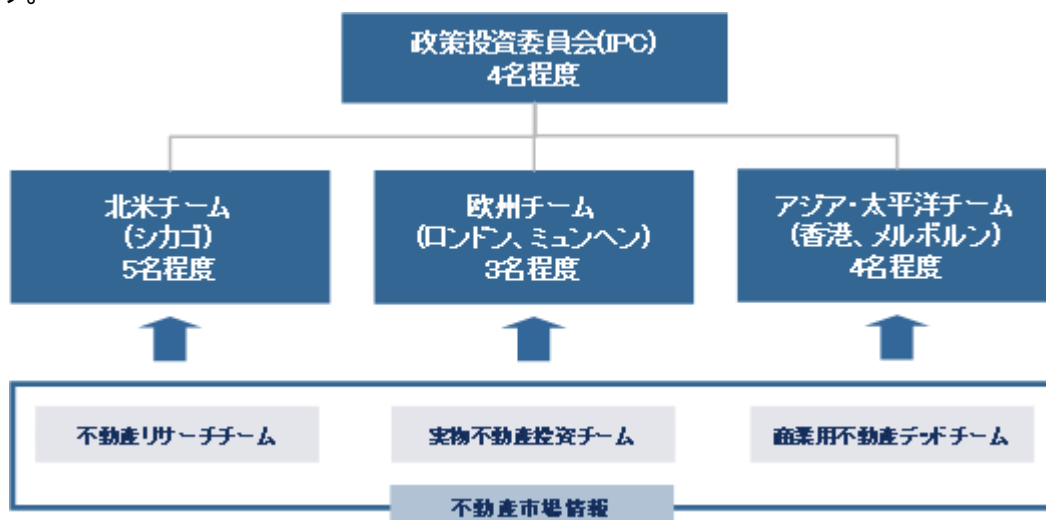 す。
政策投資委員会(IPC)
4名程度
北米チーム
(シカゴ)
5名程度
欧州チーム
(ロンドン、ミュンヘン)
3名程度
アジア・太平洋チーム
(香港、メルボルン)
4名程度
不動産リサーチチーム
実物不動産投資チーム
商業用不動産デットチーム
不動産市場情報